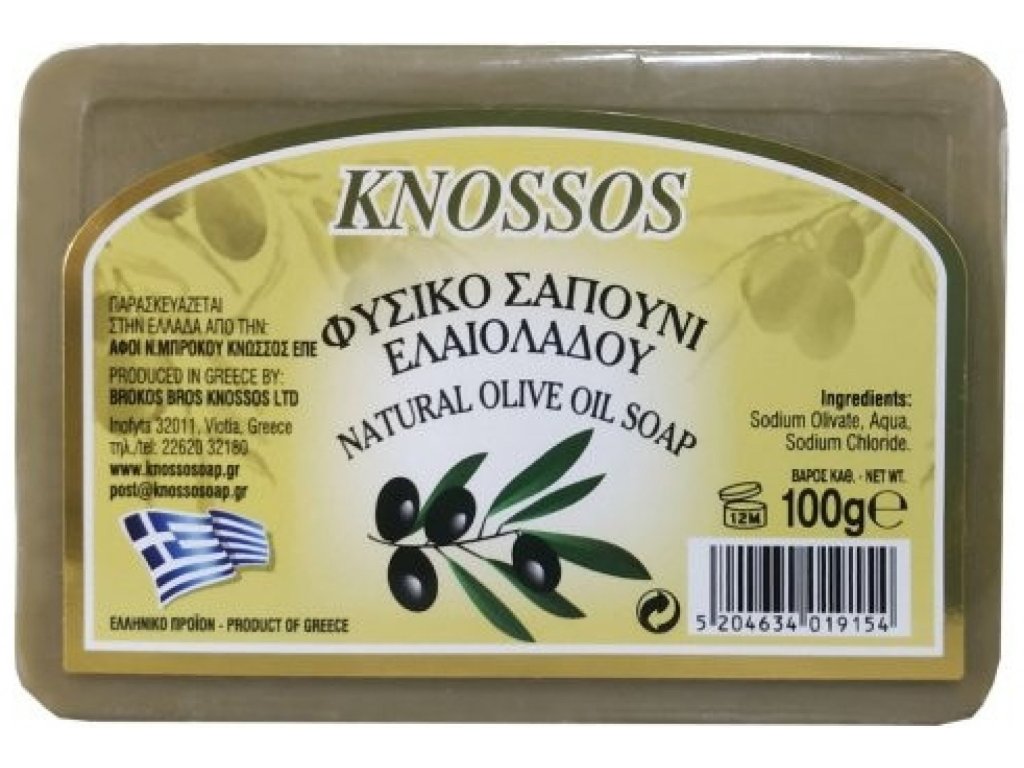 KNOSSOS
ΦΥΣΙΚΟ ΣΑΠΟΥΝΙ
ΕΛΑΙΟΛΑΔΟΥ
NATURAL OLIVE OIL SOAP
ΠΑΡΑΣΚΕΥΑΖΕΤΑΙ
ΣΤΗΝ ΕΛΛΑΔΑ ΑΠΟ ΤΗΝ:
ΑΦΟΙ Ν.ΜΠΡΟΚΟΥ ΚΝΩΣΣΟΣ ΕΠΕ
PRODUCED IN GREECE BY:
BROKOS BROS KNOSSOS LTD
Inofyta 32011, Viotia, Greece
τηλ./tel: 22620 32180
www.knossosoap.gr
post@knossosoap.gr
ΕΛΛΗΝΙΚΟ ΠΡΟΪΟΝ - PRODUCT OF GREECE
Ingredients:
Sodium Olivate, Aqua,
Sodium Chloride.
ΒΑΡΟΣ ΚΑΘ. - NET WT.
12M 100g℮
5 204634 019154